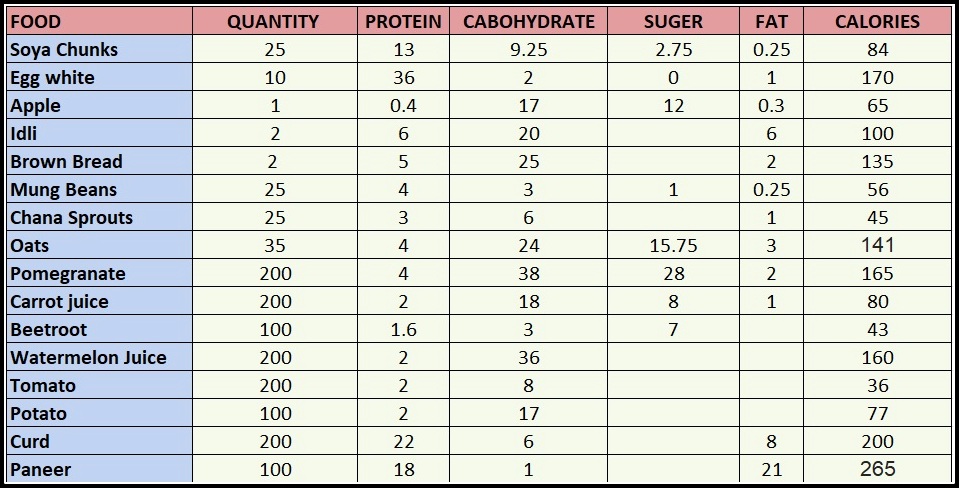 FOOD QUANTITY PROTEIN CABOHYDRATE SUGER FAT CALORIES
Soya Chunks 25 13 9.25 2.75 0.25 84
Egg white 10 36 2 0 1 170
Apple 1 0.4 17 12 0.3 65
Idli 2 6 20 6 100
Brown Bread 2 5 25 2 135
Mung Beans 25 4 3 1 0.25 56
Chana Sprouts 25 3 6 1 45
Oats 35 4 24 15.75 3 141
Pomegranate 200 4 38 28 2 165
Carrot juice 200 2 18 8 1 80
Beetroot 100 1.6 3 7 43
Watermelon Juice 200 2 36 160
Tomato 200 2 8 36
Potato 100 2 17 77
Curd 200 22 6 8 200
Paneer 100 18 1 21 265